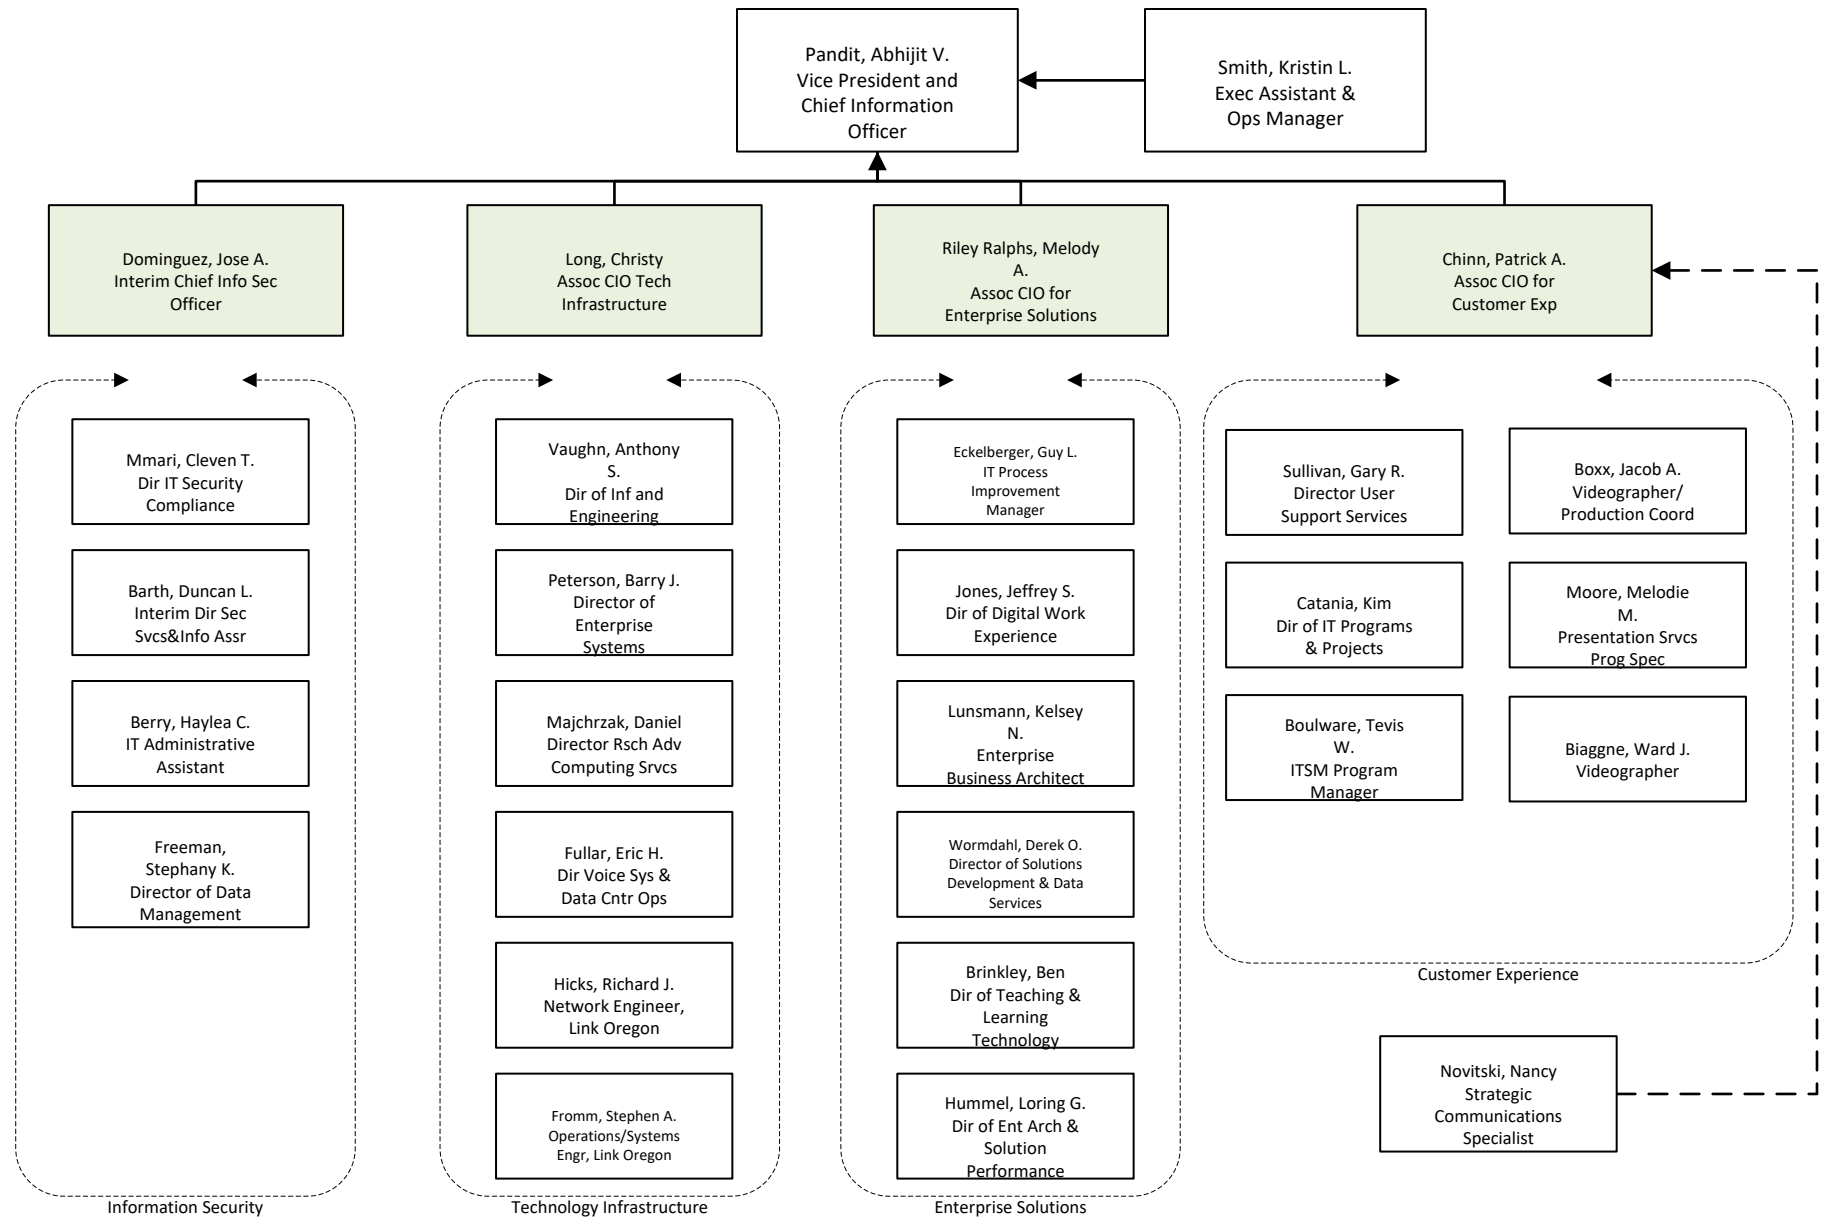 Pandit, Abhijit V.
Vice President and
Chief Information
Officer
Smith, Kristin L.
Exec Assistant &
Ops Manager
Dominguez, Jose A.
Interim Chief Info Sec
Officer
Long, Christy
Assoc CIO Tech
Infrastructure
Riley Ralphs, Melody
A.
Assoc CIO for
Enterprise Solutions
Chinn, Patrick A.
Assoc CIO for
Customer Exp
Mmari, Cleven T.
Dir IT Security
Compliance
Barth, Duncan L.
Interim Dir Sec
Svcs&Info Assr
Berry, Haylea C.
IT Administrative
Assistant
Freeman,
Stephany K.
Director of Data
Management
Information Security
Vaughn, Anthony
S.
Dir of Inf and
Engineering
Peterson, Barry J.
Director of
Enterprise
Systems
Majchrzak, Daniel
Director Rsch Adv
Computing Srvcs
Fullar, Eric H.
Dir Voice Sys &
Data Cntr Ops
Hicks, Richard J.
Network Engineer,
Link Oregon
Fromm, Stephen A.
Operations/Systems
Engr, Link Oregon
Technology Infrastructure
Eckelberger, Guy L.
IT Process
Improvement
Manager
Jones, Jeffrey S.
Dir of Digital Work
Experience
Lunsmann, Kelsey
N.
Enterprise
Business Architect
Wormdahl, Derek O.
Director of Solutions
Development & Data
Services
Brinkley, Ben
Dir of Teaching &
Learning
Technology
Hummel, Loring G.
Dir of Ent Arch &
Solution
Performance
Enterprise Solutions
Sullivan, Gary R.
Director User
Support Services
Catania, Kim
Dir of IT Programs
& Projects
Boulware, Tevis
W.
ITSM Program
Manager
Boxx, Jacob A.
Videographer/
Production Coord
Moore, Melodie
M.
Presentation Srvcs
Prog Spec
Biaggne, Ward J.
Videographer
Customer Experience
Novitski, Nancy
Strategic
Communications
Specialist